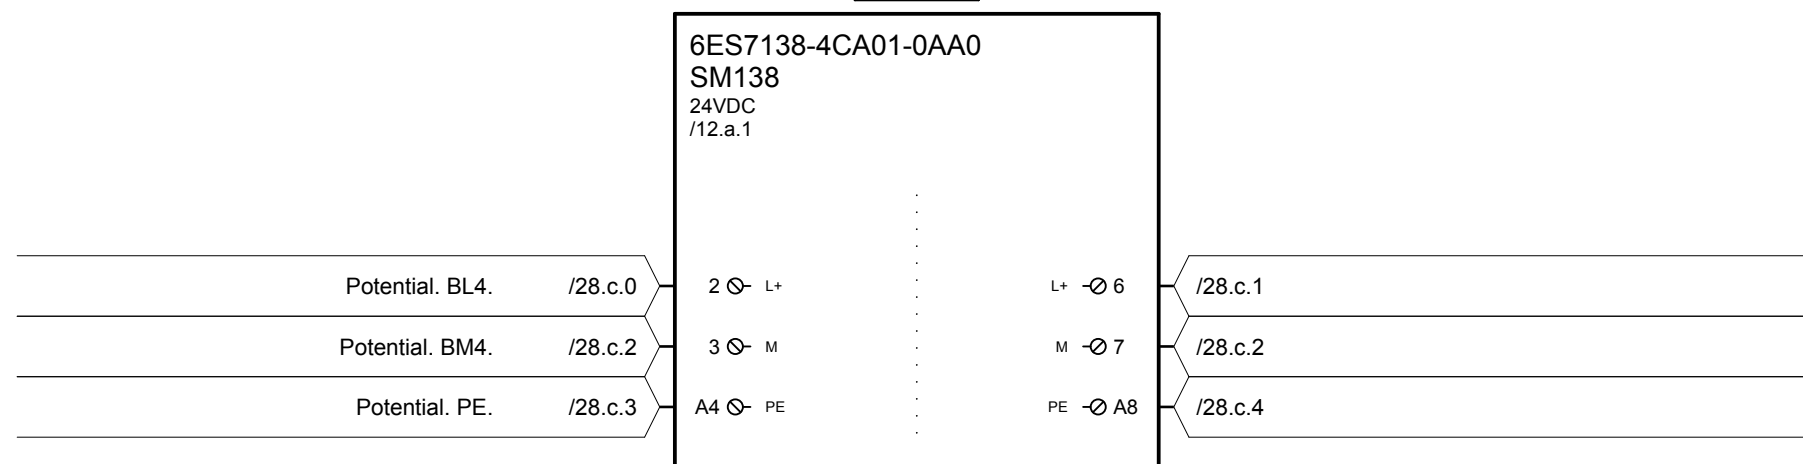 6ES7138-4CA01-0AA0
SM138
24VDC
/12.a.1
Potential. BL4. /28.c.0 2 L+ L+ 6 /28.c.1
Potential. BM4. /28.c.2 3 M M 7 /28.c.2
Potential. PE. /28.c.3 A4 PE PE A8 /28.c.4